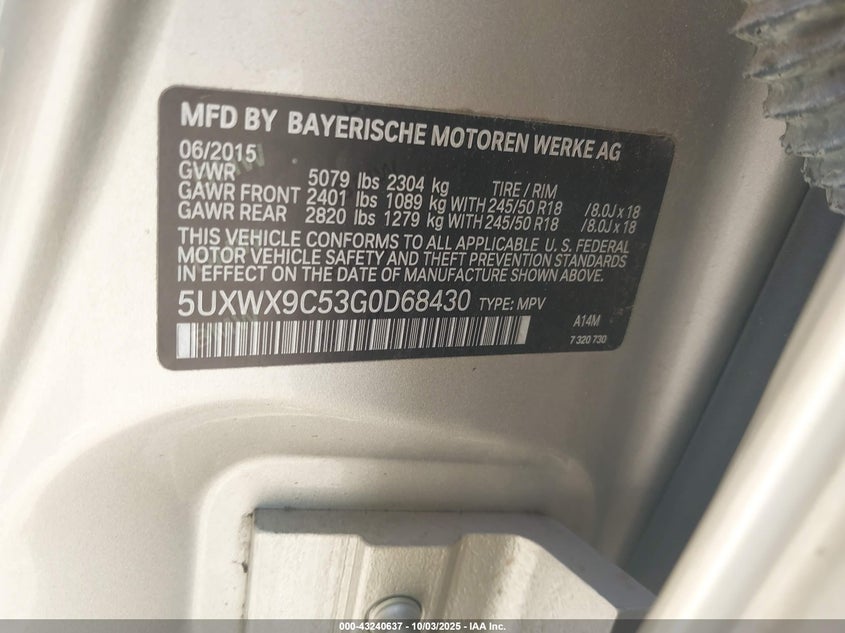 MFD BY BAYERISCHE MOTOREN WERKE AG
06/2015
GVWR 5079 lbs 2304 kg TIRE / RIM
GAWR FRONT 2401 lbs 1089 kg WITH 245/50 R18 /8.0J x 18
GAWR REAR 2820 lbs 1279 kg WITH 245/50 R18 /8.0J x 18
THIS VEHICLE CONFORMS TO ALL APPLICABLE U. S. FEDERAL
MOTOR VEHICLE SAFETY AND THEFT PREVENTION STANDARDS
IN EFFECT ON THE DATE OF MANUFACTURE SHOWN ABOVE.
5UXWX9C53G0D68430 TYPE: MPV
A14M
7 320 730
000-43240637 - 10/03/2025 - IAA Inc.